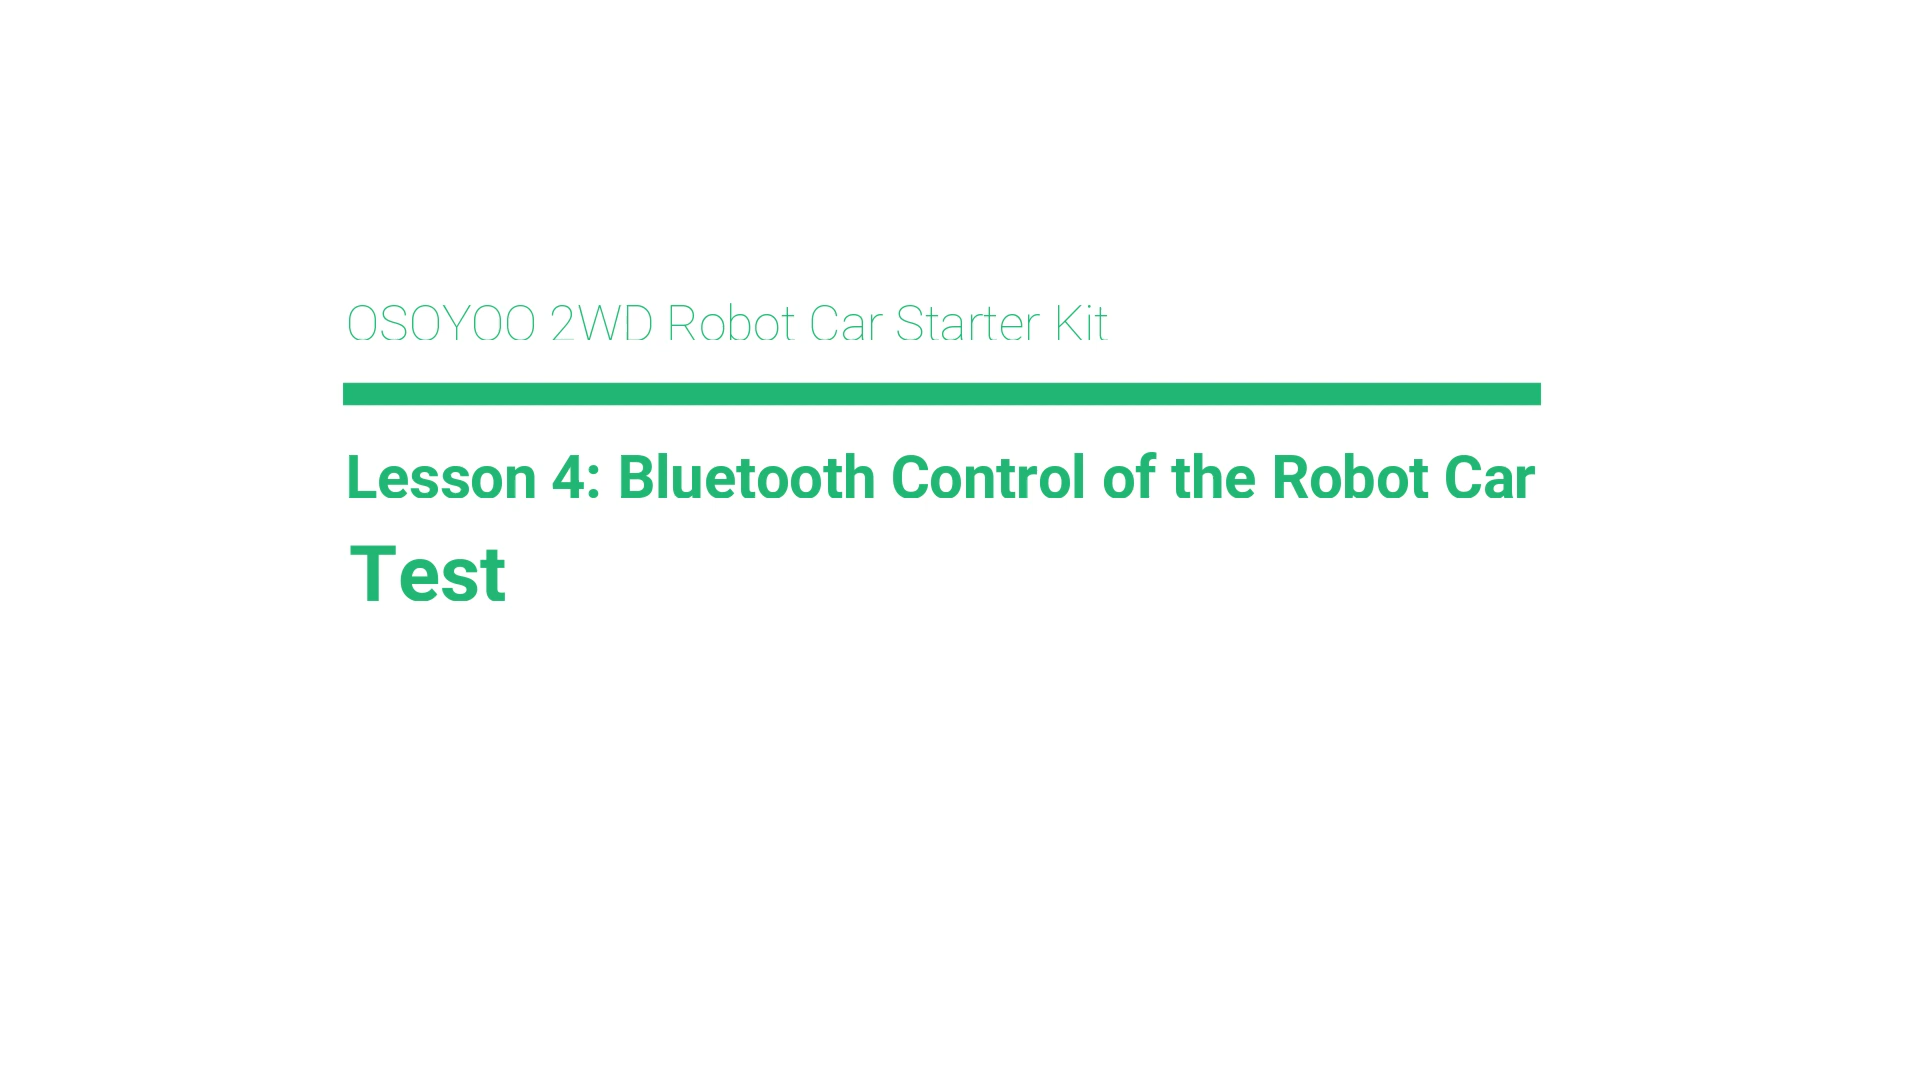 OSOYOO 2WD Robot Car Starter Kit
Lesson 4: Bluetooth Control of the Robot Car
Test